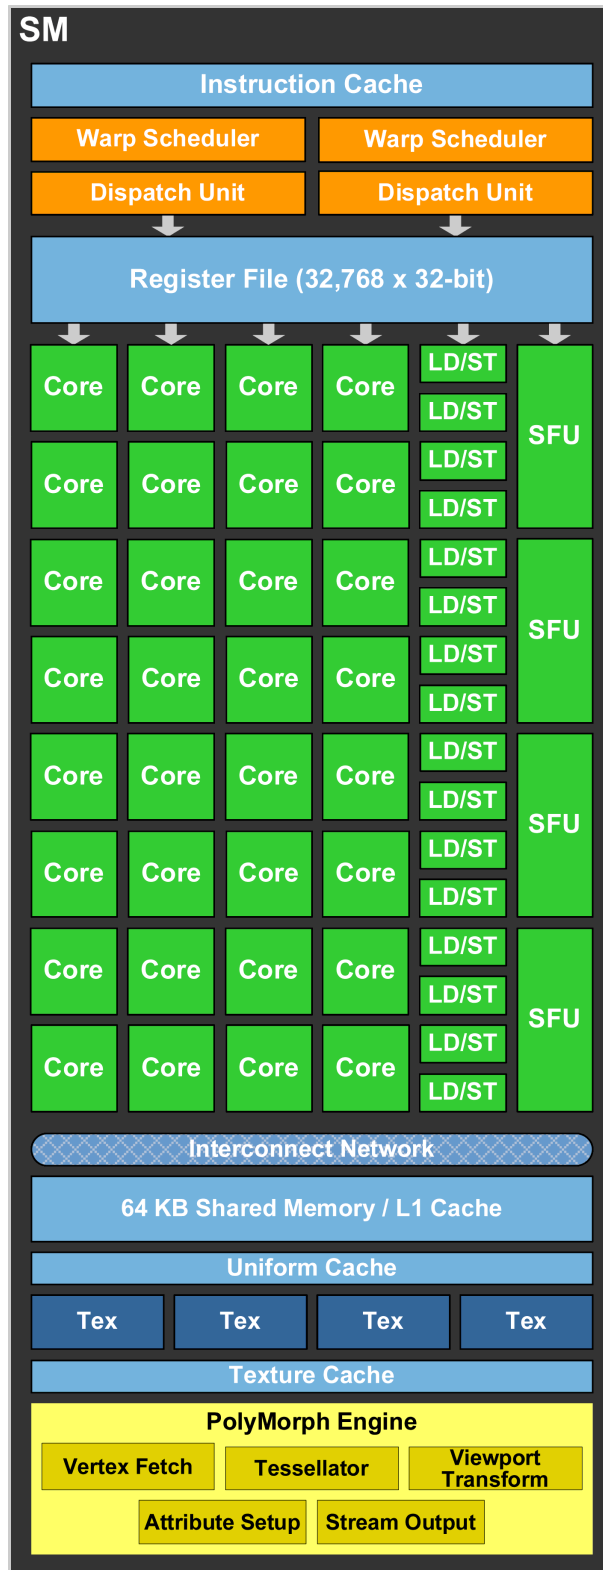 SM
Instruction Cache
Warp Scheduler Warp Scheduler
Dispatch Unit Dispatch Unit
Register File (32,768 x 32-bit)
Core Core Core Core LD/ST SFU
LD/ST
Core Core Core Core LD/ST
LD/ST
Core Core Core Core LD/ST SFU
LD/ST
Core Core Core Core LD/ST
LD/ST
Core Core Core Core LD/ST SFU
LD/ST
Core Core Core Core LD/ST
LD/ST
Core Core Core Core LD/ST SFU
LD/ST
Core Core Core Core LD/ST
LD/ST
Interconnect Network
64 KB Shared Memory / L1 Cache
Uniform Cache
Tex Tex Tex Tex
Texture Cache
PolyMorph Engine
Vertex Fetch Tessellator Viewport
Transform
Attribute Setup Stream Output